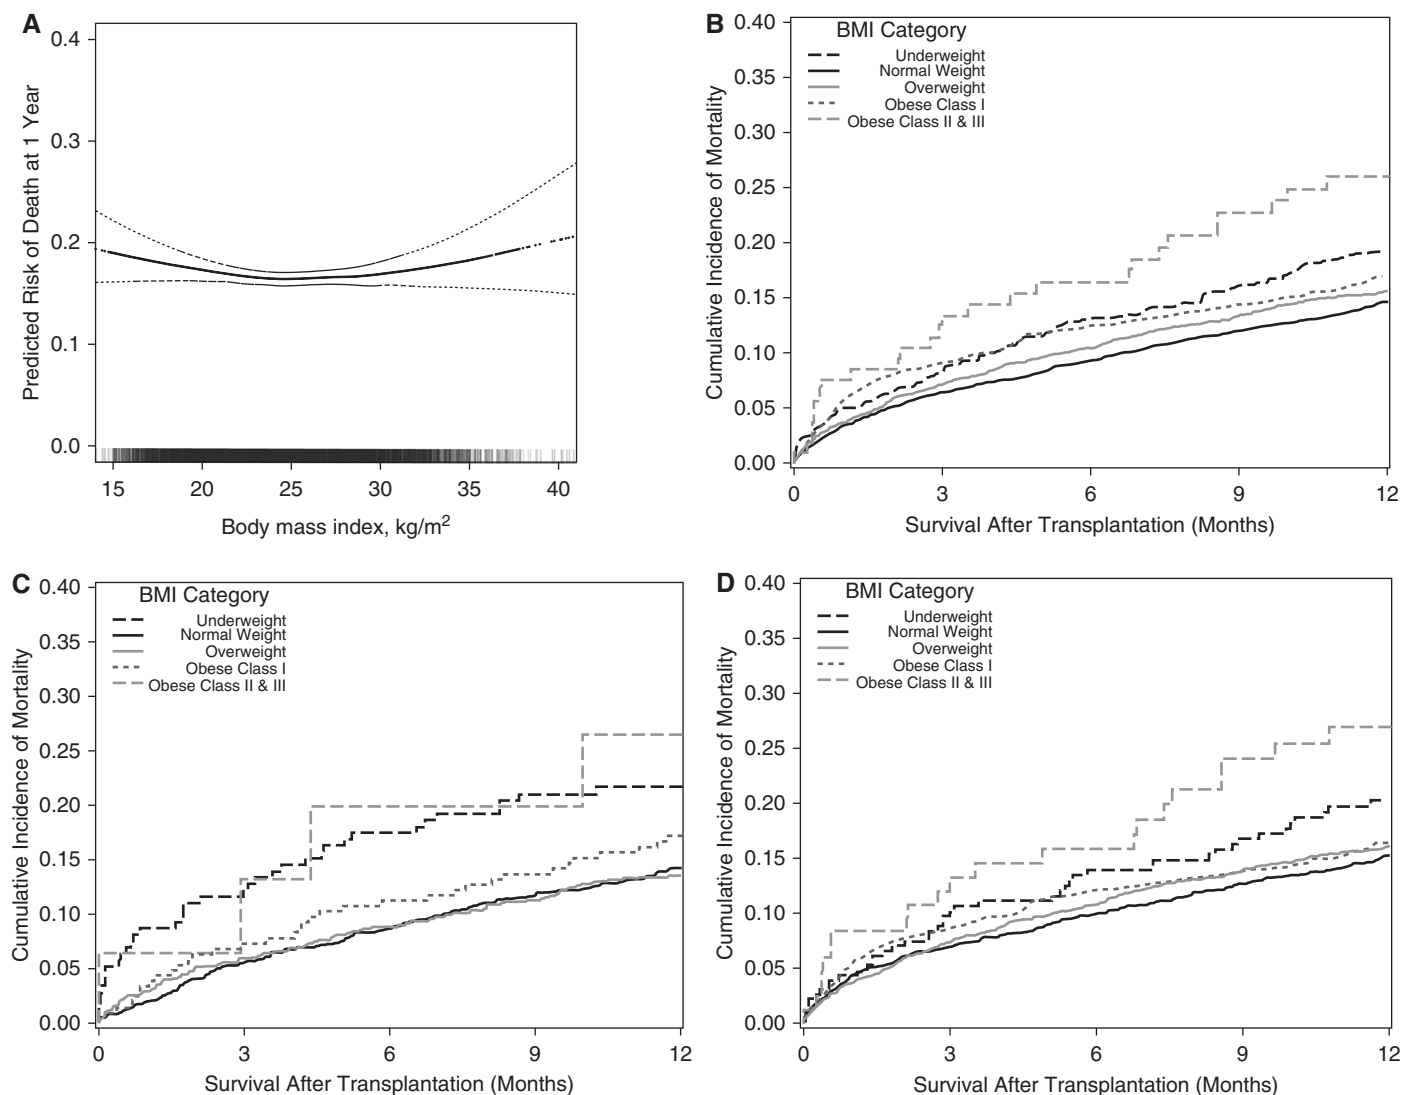 A
Predicted Risk of Death at 1 Year
0.4
0.3
0.2
0.1
0.0
15 20 25 30 35 40
Body mass index, kg/m2
B
Cumulative Incidence of Mortality
0.40
0.35
0.30
0.25
0.20
0.15
0.10
0.05
0.00
BMI Category
Underweight
Normal Weight
Overweight
Obese Class I
Obese Class II & III
0 3 6 9 12
Survival After Transplantation (Months)
C
Cumulative Incidence of Mortality
0.40
0.35
0.30
0.25
0.20
0.15
0.10
0.05
0.00
BMI Category
Underweight
Normal Weight
Overweight
Obese Class I
Obese Class II & III
0 3 6 9 12
Survival After Transplantation (Months)
D
Cumulative Incidence of Mortality
0.40
0.35
0.30
0.25
0.20
0.15
0.10
0.05
0.00
BMI Category
Underweight
Normal Weight
Overweight
Obese Class I
Obese Class II & III
0 3 6 9 12
Survival After Transplantation (Months)